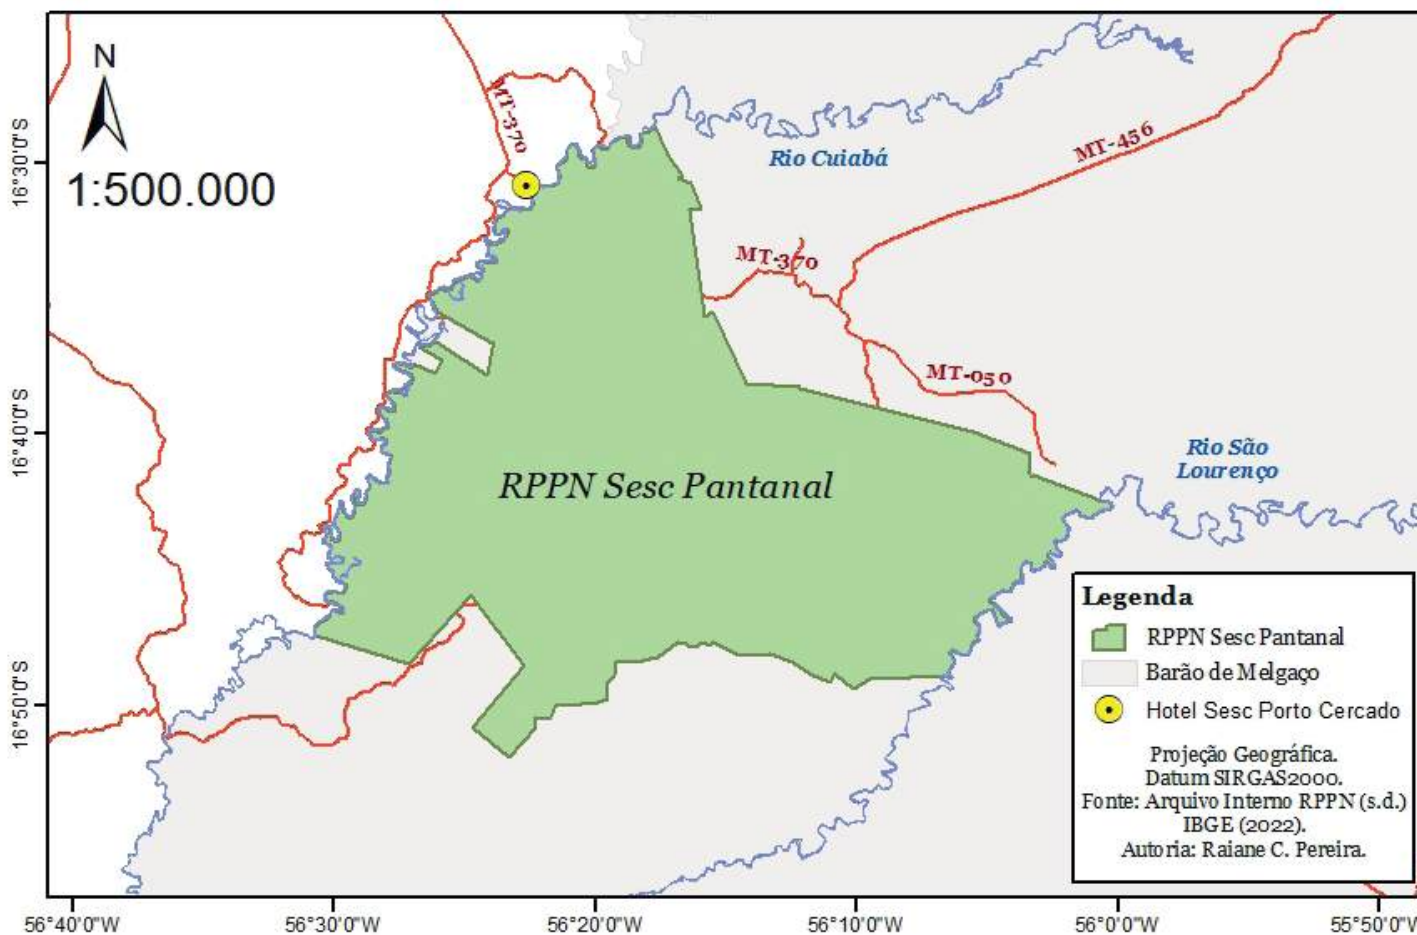 N
1:500.000
MT-370
Rio Cuiabá
MT-456
MT-370
MT-050
Rio São
Lourenço
RPPN Sesc Pantanal
16°30'0"S
16°40'0"S
16°50'0"S
Legenda
RPPN Sesc Pantanal
Barão de Melgaço
Hotel Sesc Porto Cercado
Projeção Geográfica.
Datum SIRGAS2000.
Fonte: Arquivo Interno RPPN (s.d.)
IBGE (2022).
Autoria: Raiane C. Pereira.
56°40'0"W
56°30'0"W
56°20'0"W
56°10'0"W
56°0'0"W
55°50'0"W